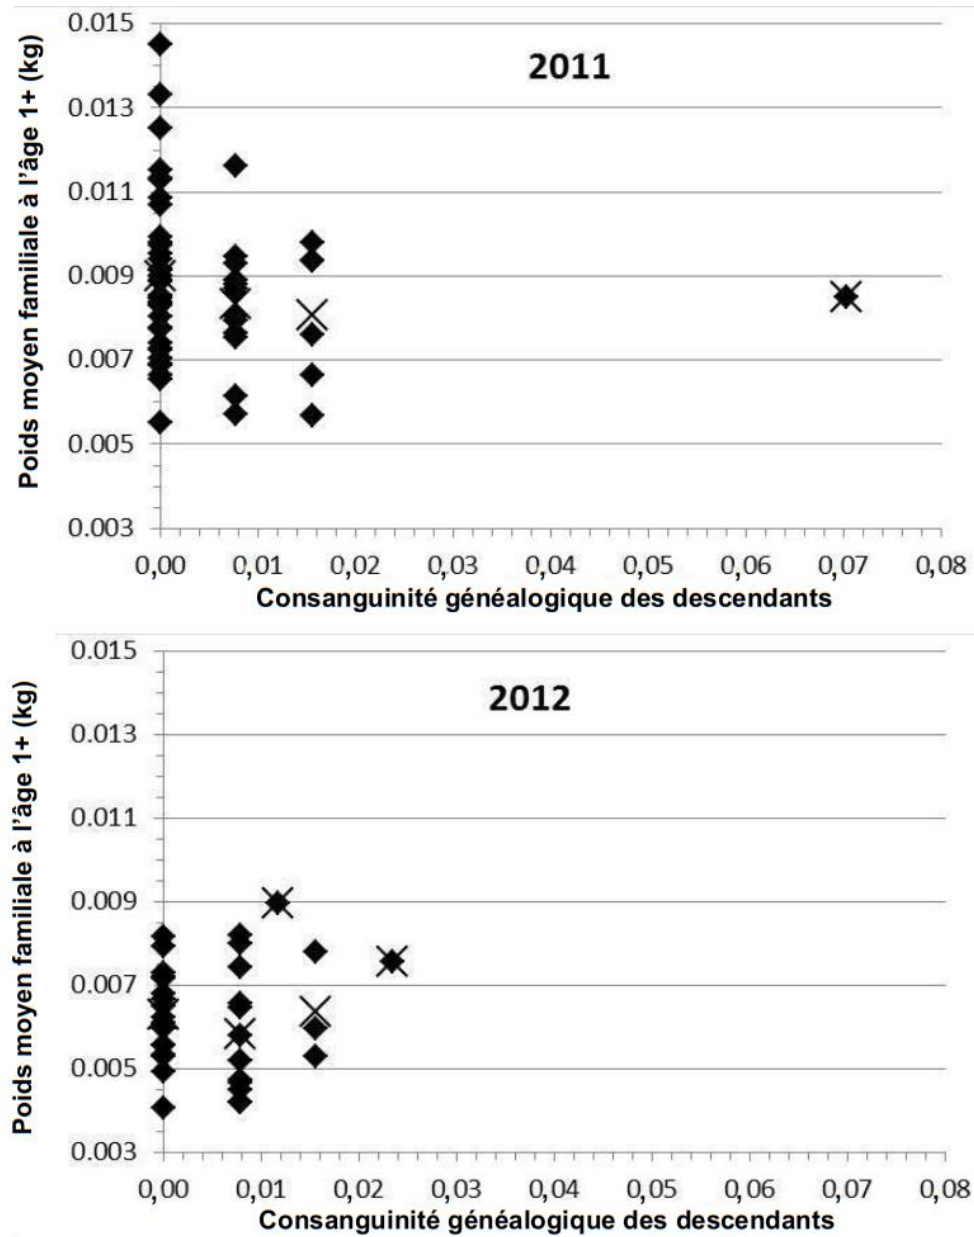 2011
Poids moyen familiale à l'âge 1+ (kg)
0.015
0.013
0.011
0.009
0.007
0.005
0.003
0,00 0,01 0,02 0,03 0,04 0,05 0,06 0,07 0,08
Consanguinité généalogique des descendants
2012
Poids moyen familiale à l'âge 1+ (kg)
0.015
0.013
0.011
0.009
0.007
0.005
0.003
0,00 0,01 0,02 0,03 0,04 0,05 0,06 0,07 0,08
Consanguinité généalogique des descendants